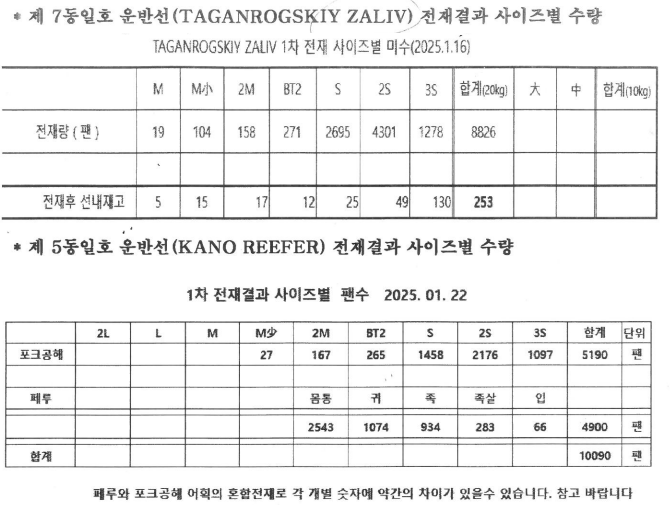 * 제 7동일호 운반선(TAGANROGSKIY ZALIV) 전재결과 사이즈별 수량
TAGANROGSKIY ZALIV 1차 전재 사이즈별 미수(2025.1.16)
M M小 2M BT2 S 2S 3S 합계(20kg) 大 中 합계(10kg)
전재량 ( 팬 ) 19 104 158 271 2695 4301 1278 8826
전재후 선내재고 5 15 17 12 25 49 130 253
* 제 5동일호 운반선(KANO REEFER) 전재결과 사이즈별 수량
1차 전재결과 사이즈별 팬수 2025. 01. 22
2L L M M少 2M BT2 S 2S 3S 합계 단위
포크공해 27 167 265 1458 2176 1097 5190 팬
페루 몸통 귀 족 족살 입
2543 1074 934 283 66 4900 팬
합계 10090 팬
페루와 포크공해 어획의 혼합전재로 각 개별 숫자에 약간의 차이가 있을수 있습니다. 참고 바랍니다